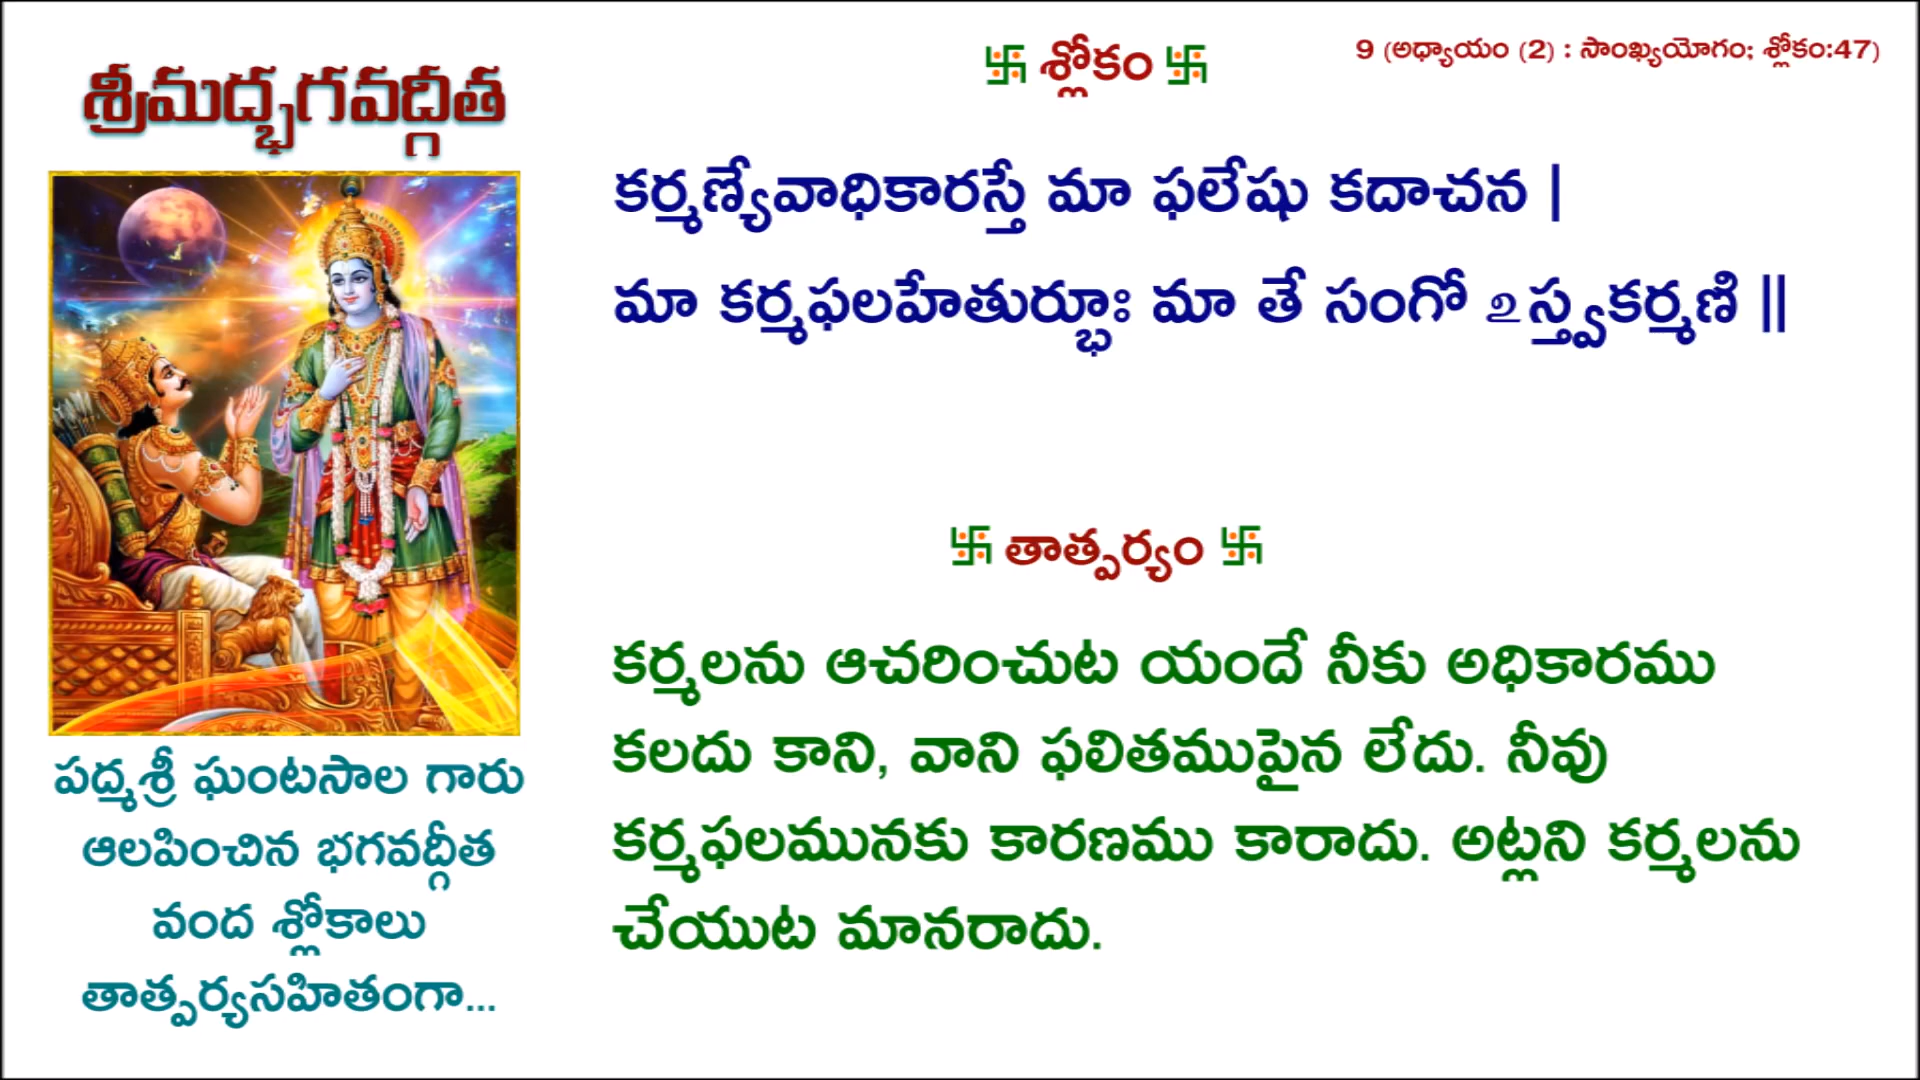 శ్రీమద్భగవద్గీత
పద్మశ్రీ ఘంటసాల గారు
ఆలపించిన భగవద్గీత
వంద శ్లోకాలు
తాత్పర్యసహితంగా...
9 (అధ్యాయం (2) : సాంఖ్యయోగం; శ్లోకం:47)
卐 శ్లోకం 卐
కర్మణ్యేవాధికారస్తే మా ఫలేషు కదాచన |
మా కర్మఫలహేతుర్భూః మా తే సంగో ఽస్త్వకర్మణి ||
卐 తాత్పర్యం 卐
కర్మలను ఆచరించుట యందే నీకు అధికారము
కలదు కాని, వాని ఫలితముపైన లేదు. నీవు
కర్మఫలమునకు కారణము కారాదు. అట్లని కర్మలను
చేయుట మానరాదు.